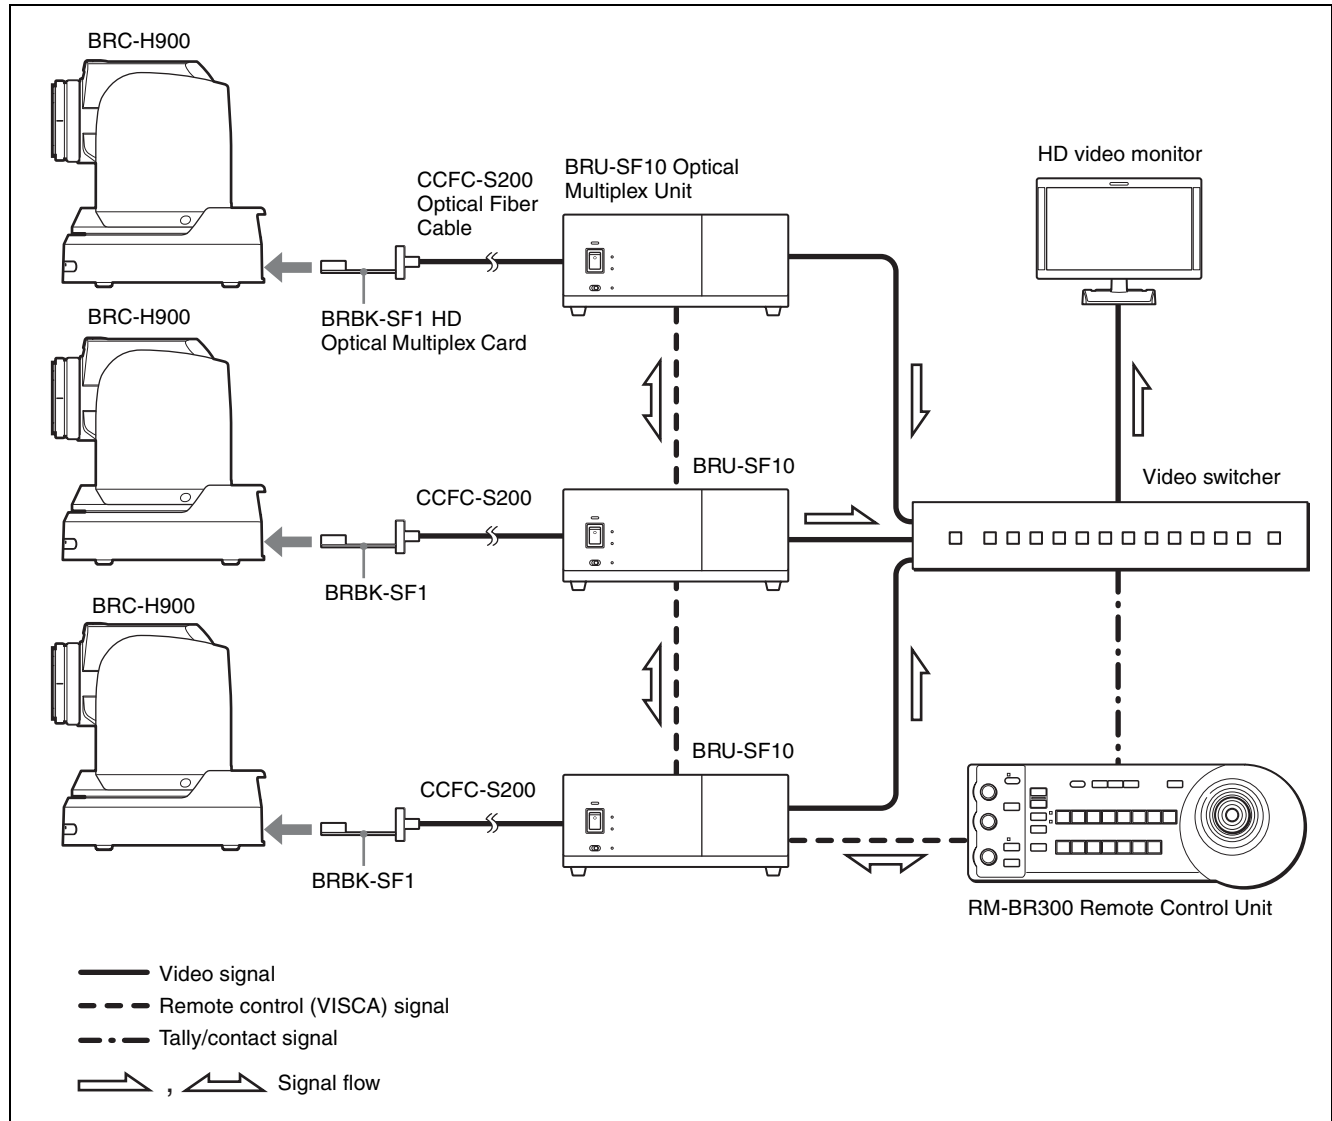 BRC-H900
CCFC-S200
Optical Fiber
Cable
BRU-SF10 Optical
Multiplex Unit
HD video monitor
BRBK-SF1 HD
Optical Multiplex Card
BRC-H900
CCFC-S200
BRU-SF10
Video switcher
BRBK-SF1
BRC-H900
CCFC-S200
BRU-SF10
BRBK-SF1
RM-BR300 Remote Control Unit
Video signal
Remote control (VISCA) signal
Tally/contact signal
, Signal flow